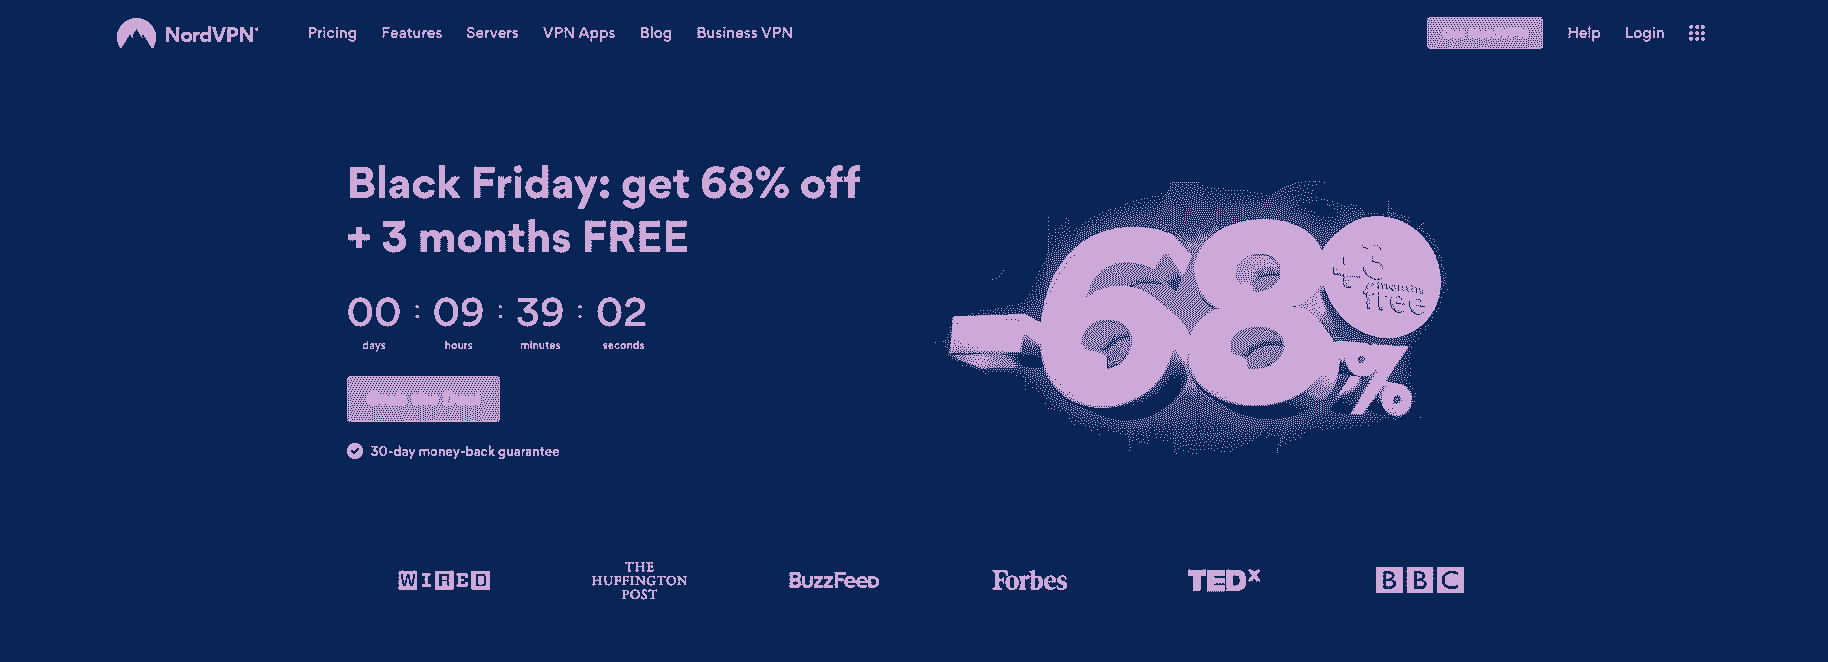 NordVPN
Pricing Features Servers VPN Apps Blog Business VPN
Help Login
Black Friday: get 68% off
+ 3 months FREE
00 : 09 : 39 : 02
days hours minutes seconds
30-day money-back guarantee
-68%
+3
months
free
WIRED
THE
HUFFINGTON
POST
BuzzFeed
Forbes
TEDx
BBC